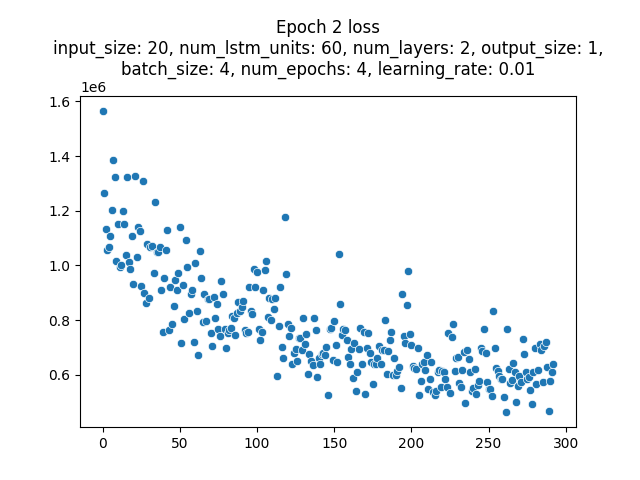 Epoch 2 loss
input_size: 20, num_lstm_units: 60, num_layers: 2, output_size: 1,
batch_size: 4, num_epochs: 4, learning_rate: 0.01
1e6
1.6
1.4
1.2
1.0
0.8
0.6
0 50 100 150 200 250 300